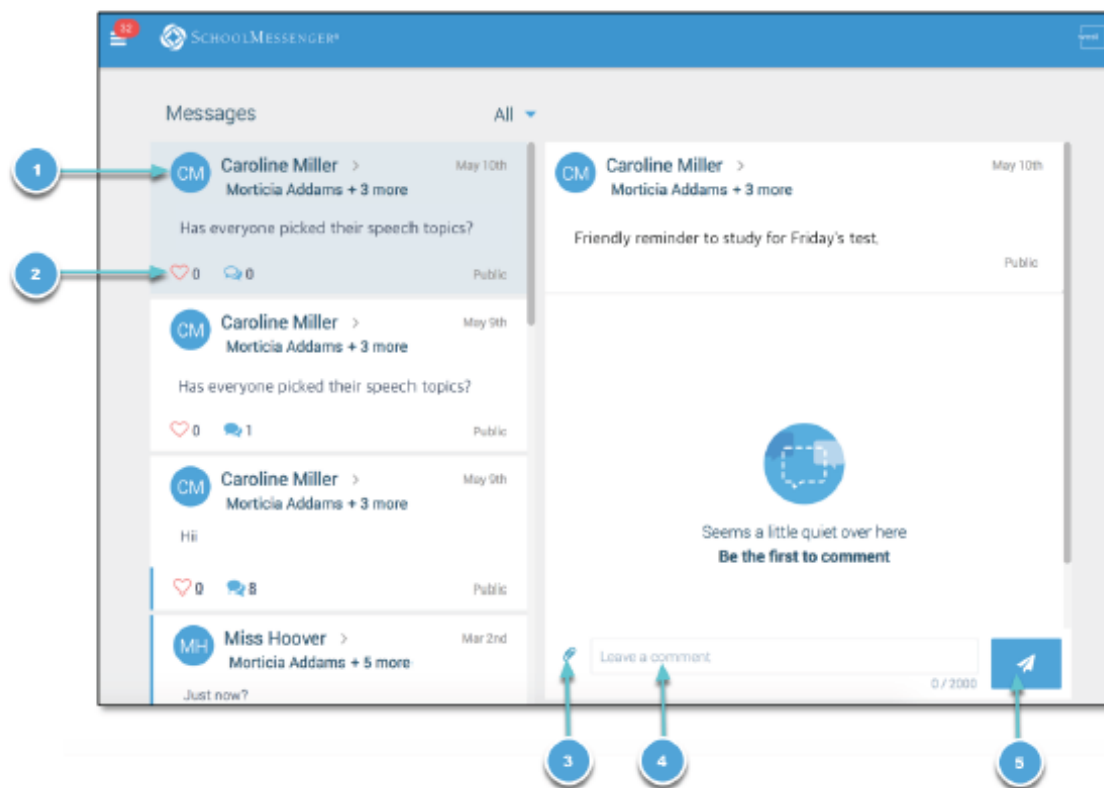 32
SCHOOLMESSENGER®
Messages
All
1
CM
Caroline Miller >
May 10th
Morticia Addams + 3 more
Has everyone picked their speech topics?
2
0
0
Public
CM
Caroline Miller >
May 9th
Morticia Addams + 3 more
Has everyone picked their speech topics?
0
1
Public
CM
Caroline Miller >
May 9th
Morticia Addams + 3 more
Hii
0
8
Public
MH
Miss Hoover >
Mar 2nd
Morticia Addams + 5 more
Just now?
CM
Caroline Miller >
May 10th
Morticia Addams + 3 more
Friendly reminder to study for Friday's test.
Public
Seems a little quiet over here
Be the first to comment
Leave a comment
0 / 2000
3
4
5